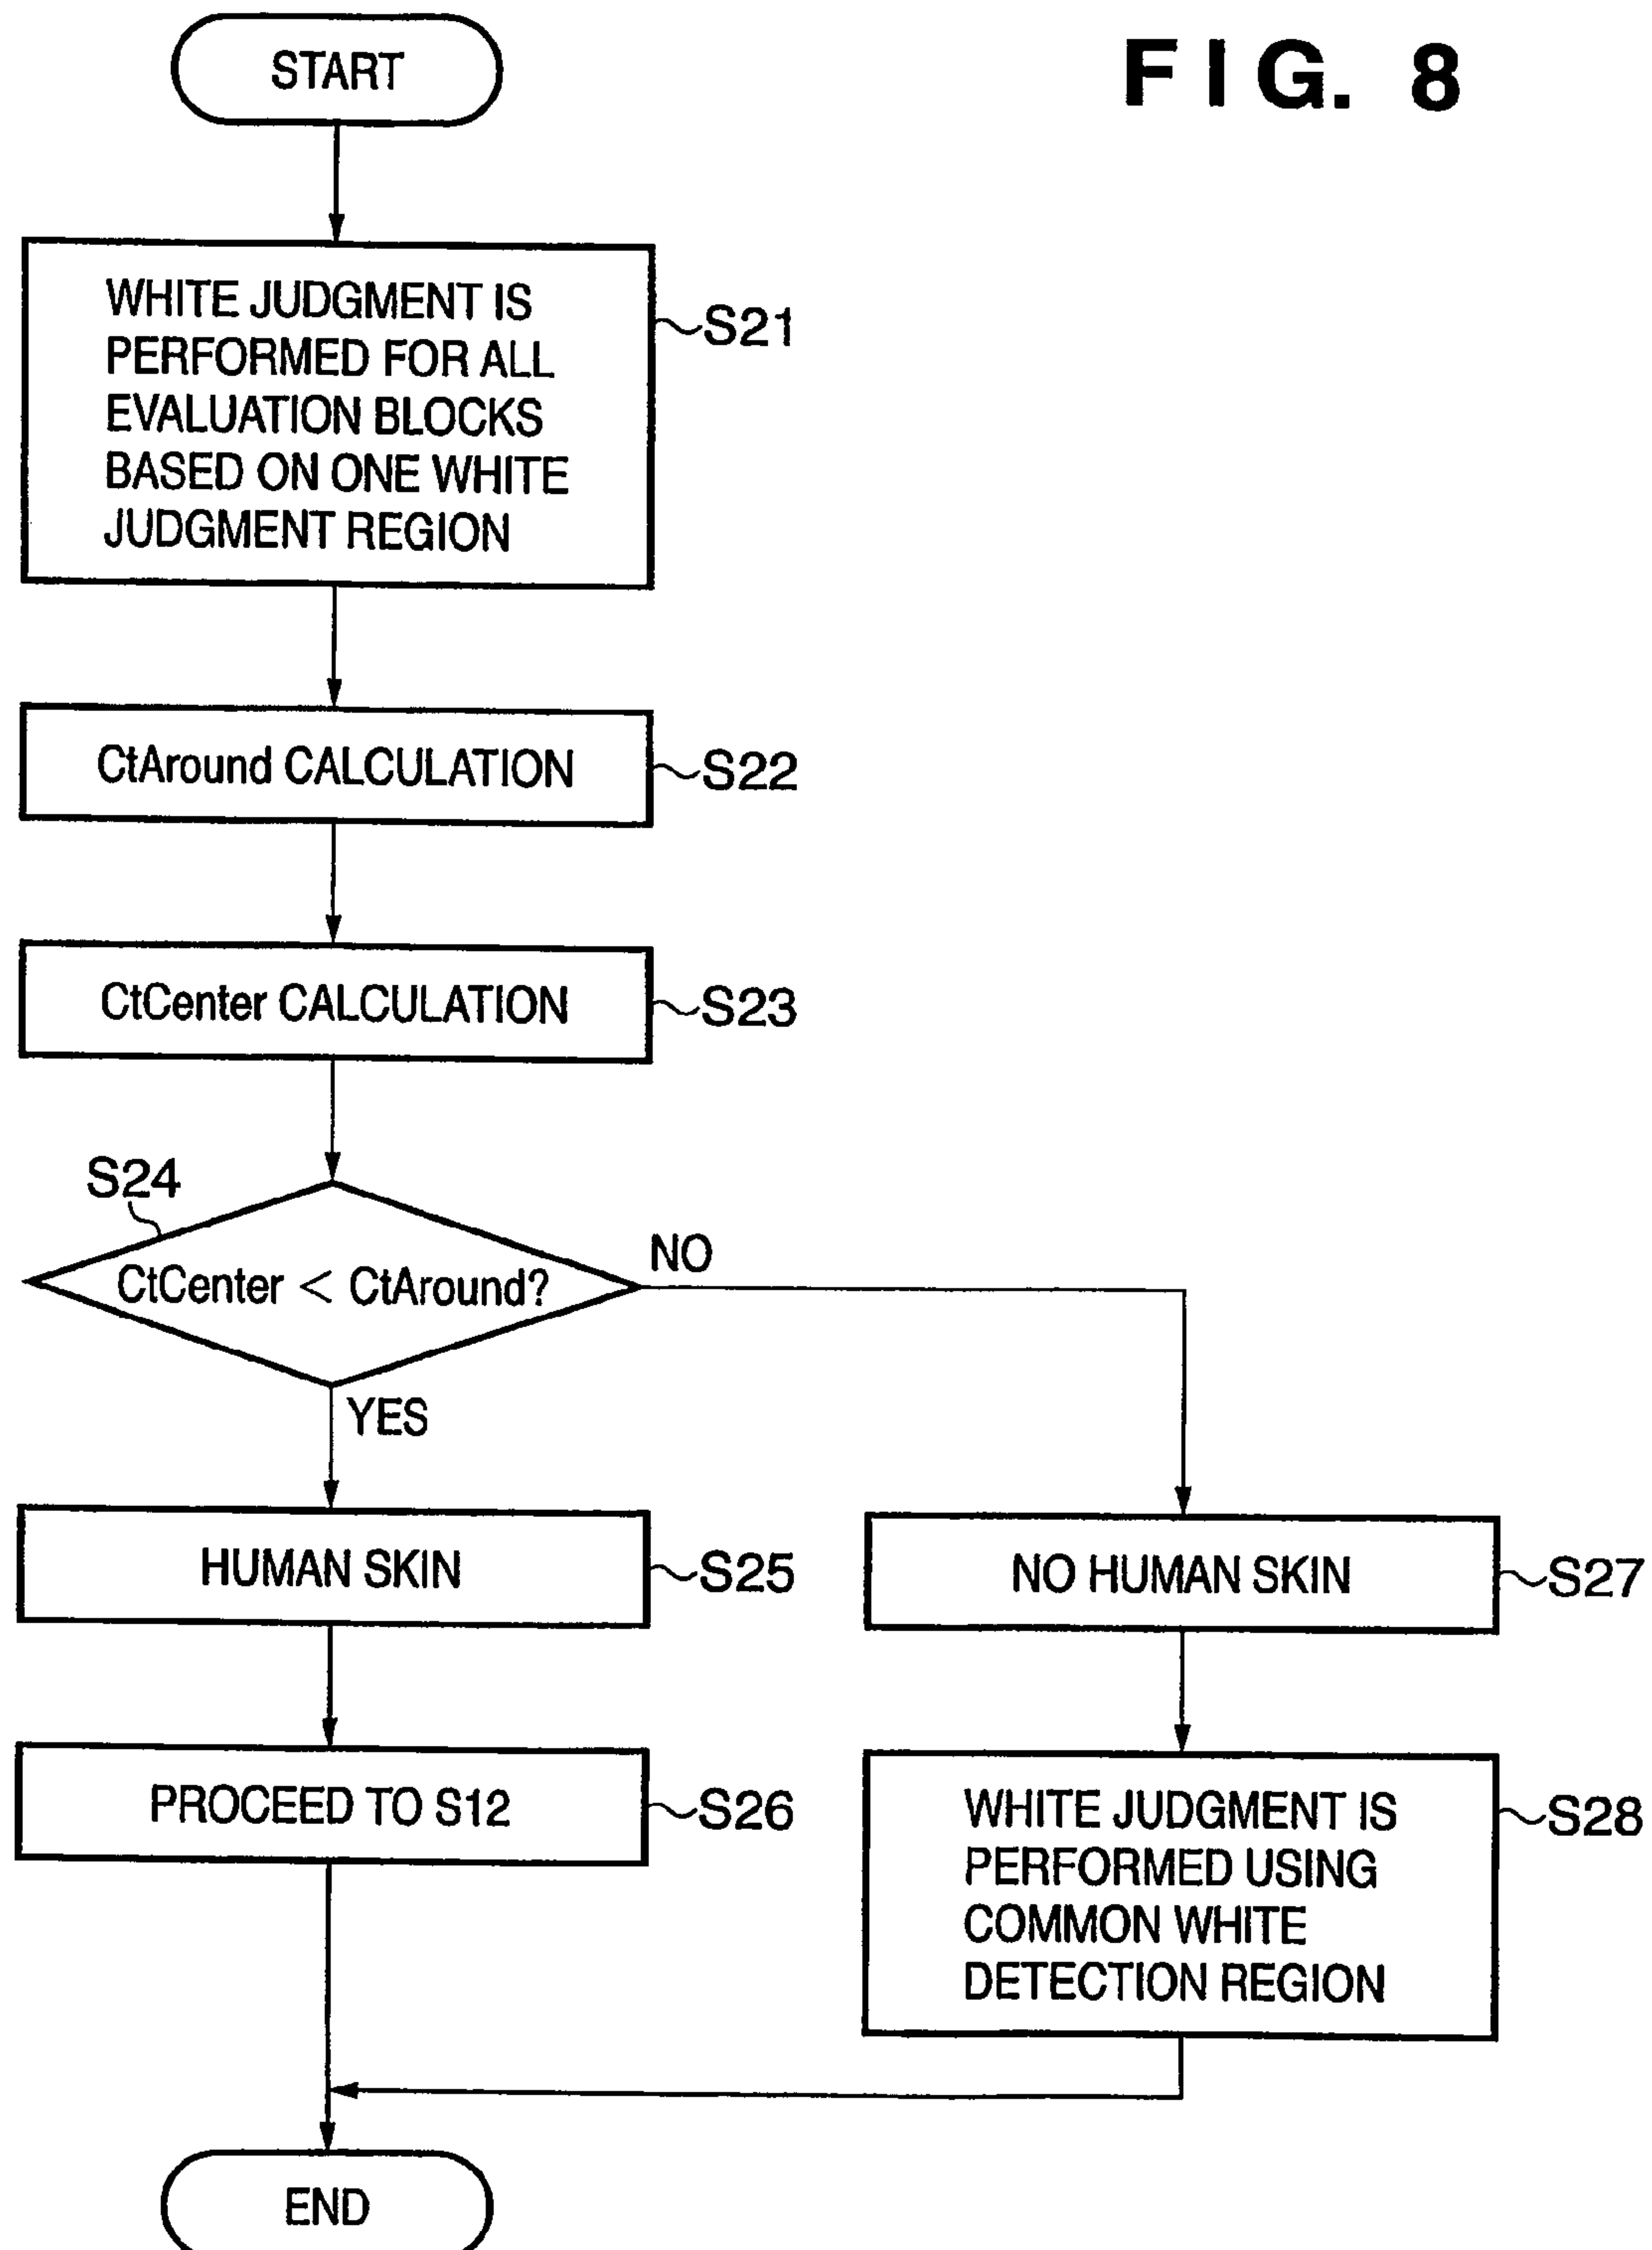 FIG. 8
START
WHITE JUDGMENT IS
PERFORMED FOR ALL
EVALUATION BLOCKS
BASED ON ONE WHITE
JUDGMENT REGION
S21
CtAround CALCULATION
S22
CtCenter CALCULATION
S23
S24
CtCenter < CtAround?
NO
YES
HUMAN SKIN
S25
NO HUMAN SKIN
S27
PROCEED TO S12
S26
WHITE JUDGMENT IS
PERFORMED USING
COMMON WHITE
DETECTION REGION
S28
END